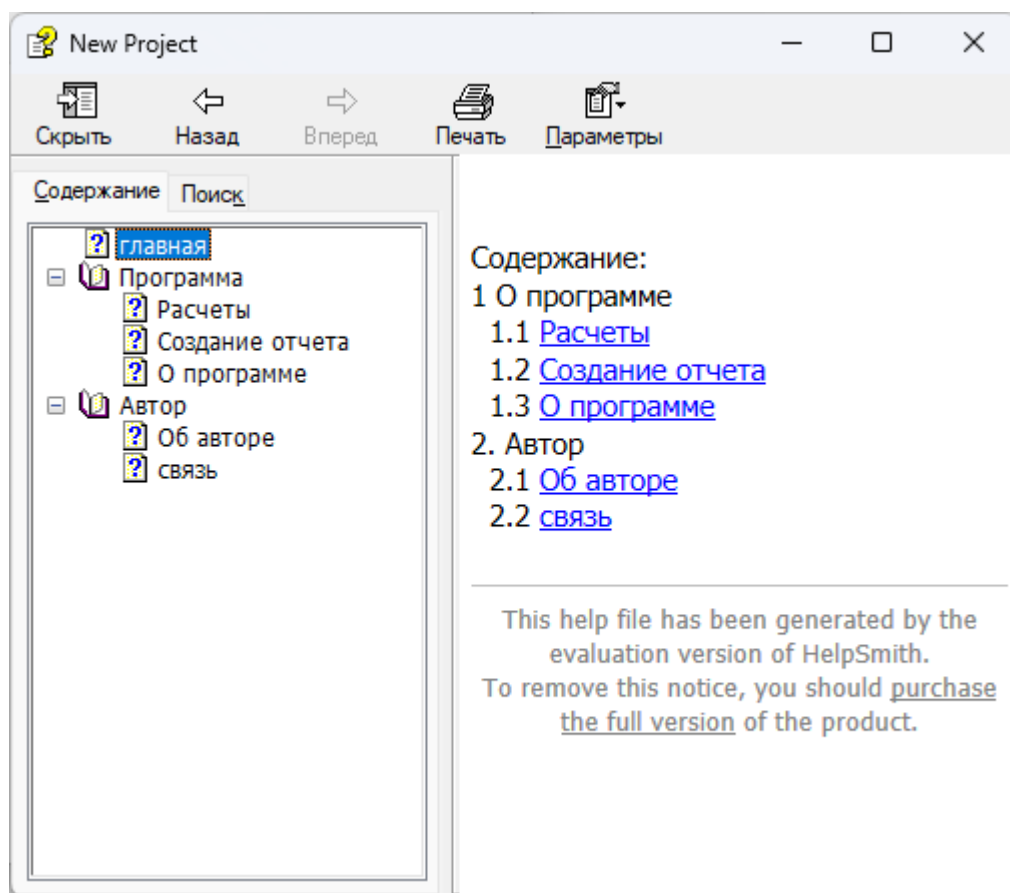 New Project
Скрыть Назад Вперед Печать Параметры
Содержание Поиск
главная
Программа
Расчеты
Создание отчета
О программе
Автор
Об авторе
связь
Содержание:
1 О программе
1.1 Расчеты
1.2 Создание отчета
1.3 О программе
2. Автор
2.1 Об авторе
2.2 связь
This help file has been generated by the
evaluation version of HelpSmith.
To remove this notice, you should purchase
the full version of the product.